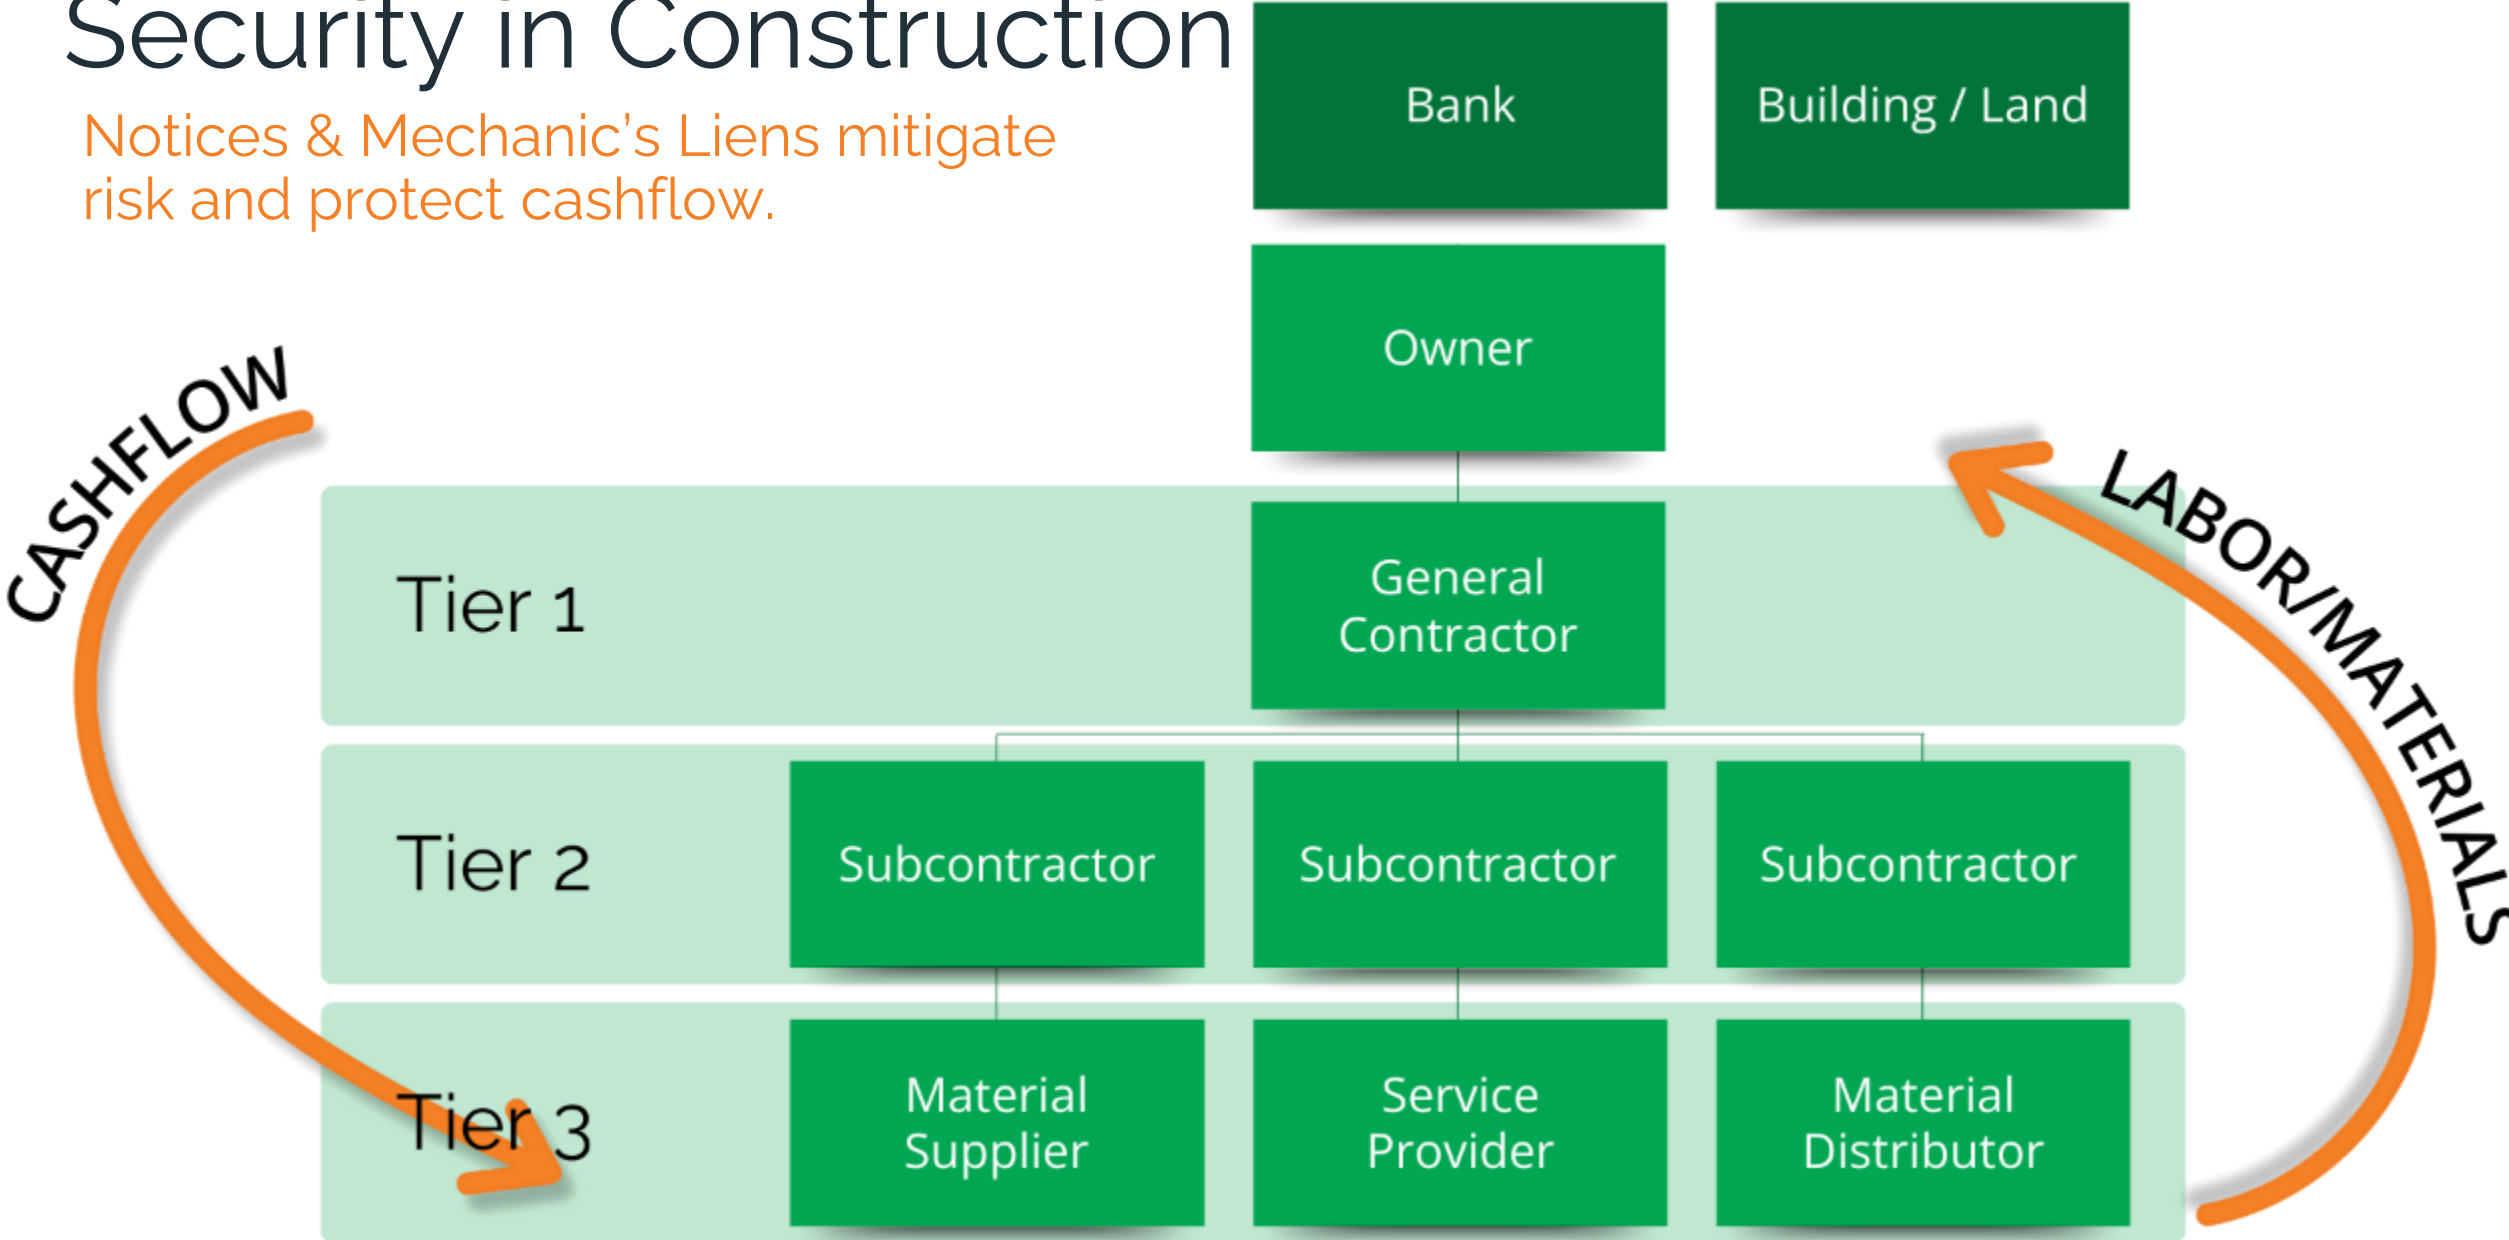 Security in Construction
Notices & Mechanic's Liens mitigate
risk and protect cashflow.
Bank
Building / Land
Owner
CASHFLOW
LABOR/MATERIALS
Tier 1
General
Contractor
Tier 2
Subcontractor
Subcontractor
Subcontractor
Tier 3
Material
Supplier
Service
Provider
Material
Distributor